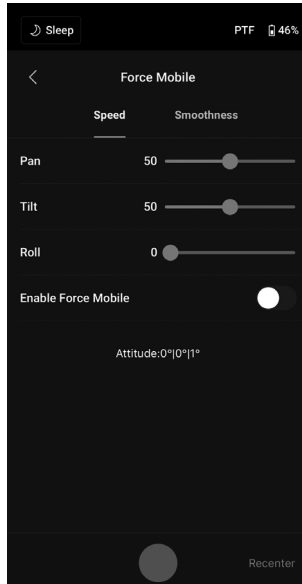 Sleep PTF 46%
Force Mobile
Speed Smoothness
Pan 50
Tilt 50
Roll 0
Enable Force Mobile
Attitude:0°|0°|1°
Recenter